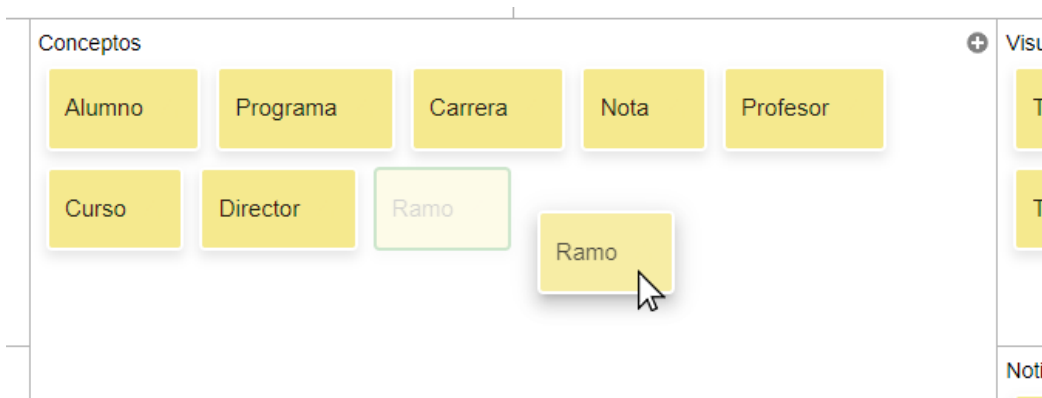 Conceptos
Alumno Programa Carrera Nota Profesor
Curso Director Ramo
Ramo